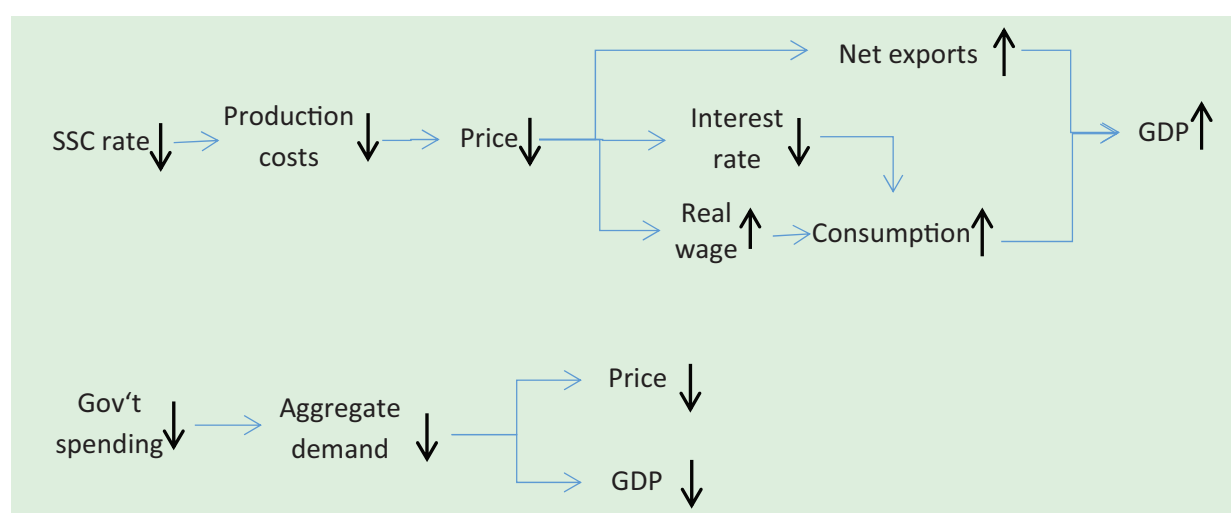 Net exports
SSC rate
Production
costs
Price
Interest
rate
GDP
Real
wage
Consumption
Gov‘t
spending
Aggregate
demand
Price
GDP